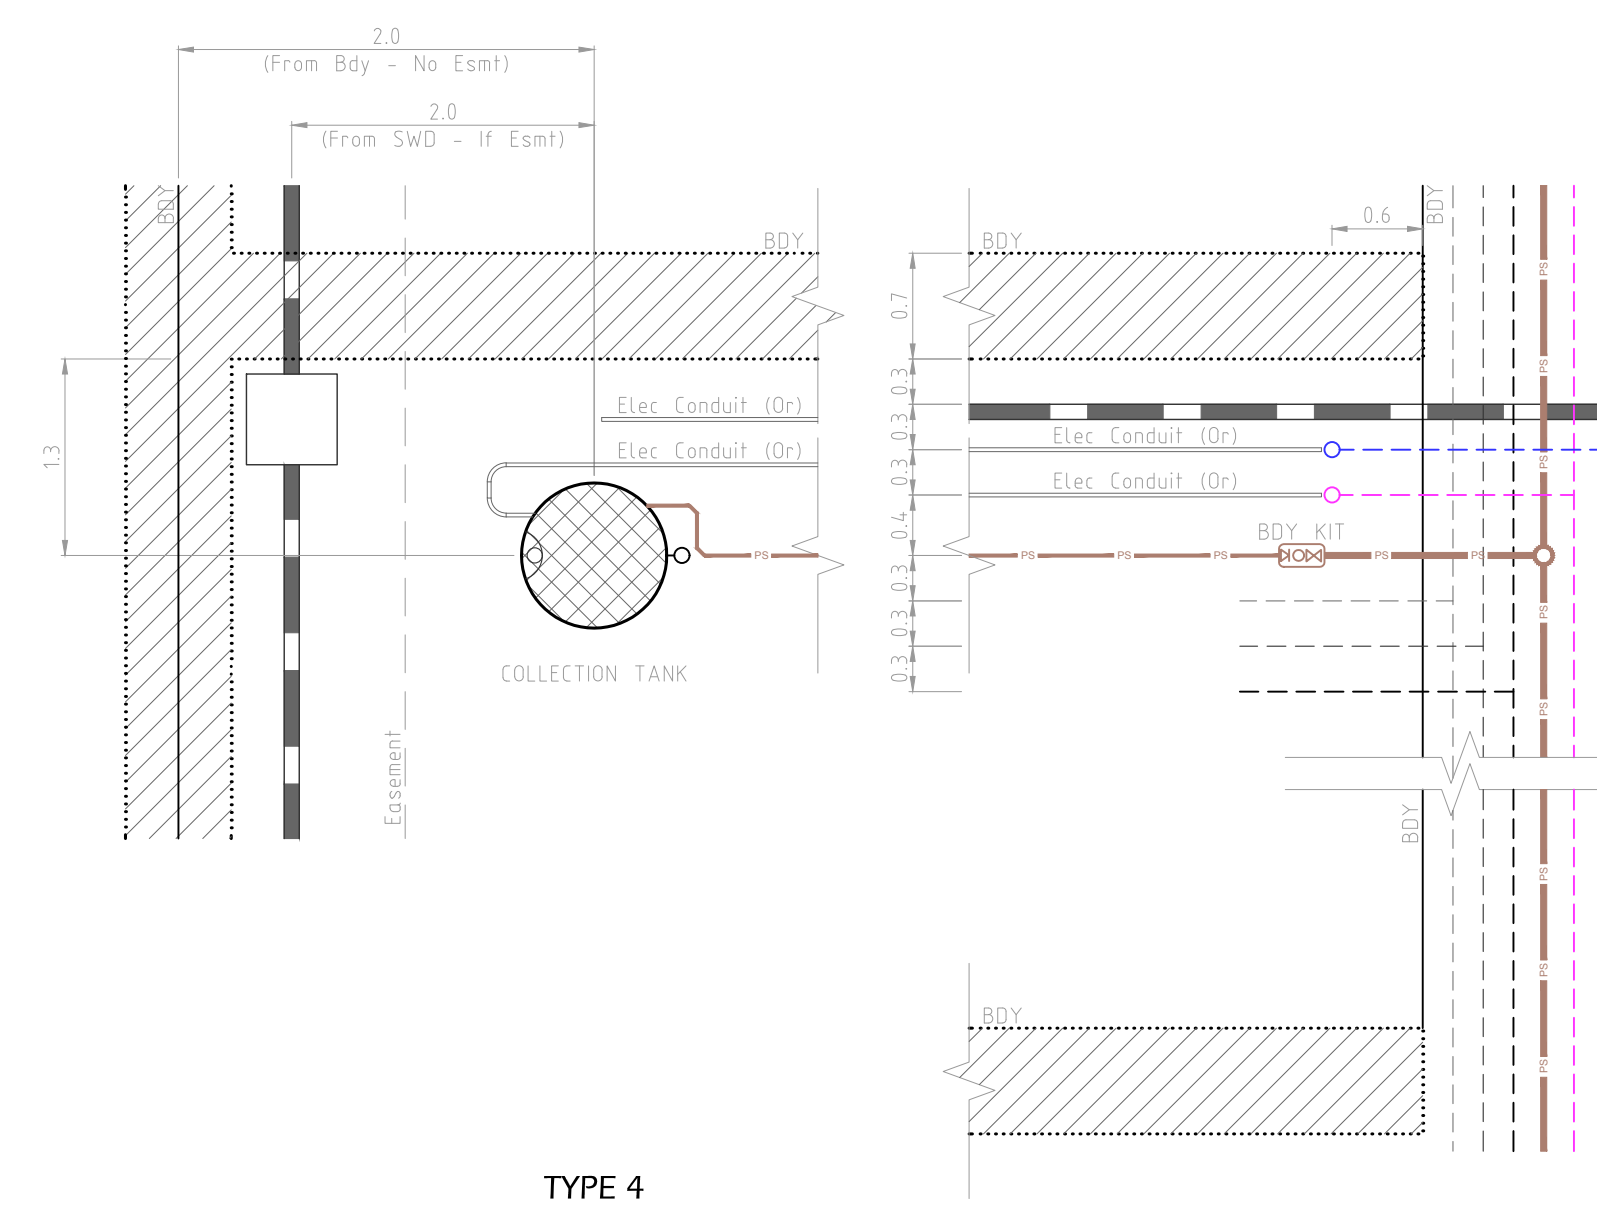 2.0
(From Bdy - No Esmt)
2.0
(From SWD - If Esmt)
BDY
BDY
BDY
BDY
0.6
0.7
0.3
0.3
0.3
0.4
0.3
0.3
0.3
1.3
Elec Conduit (Or)
Elec Conduit (Or)
Elec Conduit (Or)
Elec Conduit (Or)
BDY KIT
PS
PS
PS
PS
PS
PS
PS
PS
PS
PS
PS
PS
PS
PS
COLLECTION TANK
Easement
BDY
BDY
TYPE 4